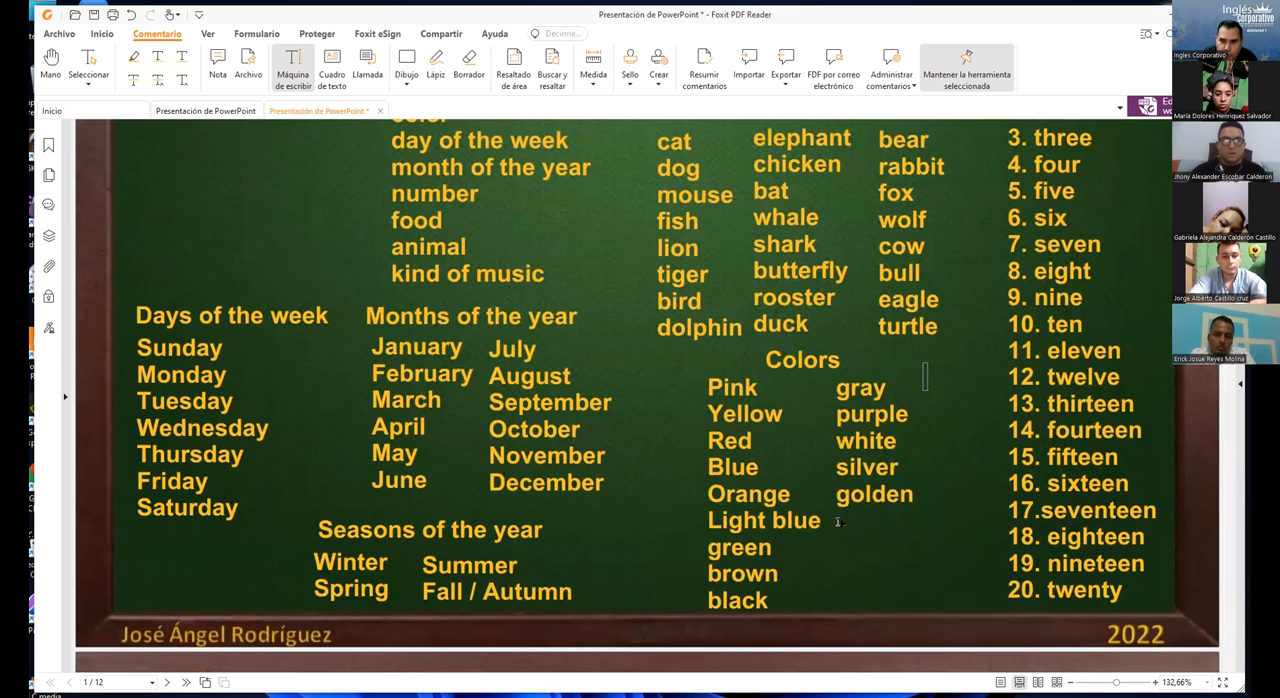 Presentación de PowerPoint * - Foxit PDF Reader
Archivo Inicio Comentario Ver Formulario Proteger Foxit eSign Compartir Ayuda Decirme...
Mano Seleccionar Nota Archivo Máquina de escribir Cuadro de texto Llamada Dibujo Lápiz Borrador Resaltado de área Buscar y resaltar Medida Sello Crear Resumir comentarios Importar Exportar FDF por correo electrónico Administrar comentarios Mantener la herramienta seleccionada
Inicio Presentación de PowerPoint Presentación de PowerPoint *
day of the week
month of the year
number
food
animal
kind of music
cat
dog
mouse
fish
lion
tiger
bird
dolphin
elephant
chicken
bat
whale
shark
butterfly
rooster
duck
bear
rabbit
fox
wolf
cow
bull
eagle
turtle
3. three
4. four
5. five
6. six
7. seven
8. eight
9. nine
10. ten
11. eleven
12. twelve
13. thirteen
14. fourteen
15. fifteen
16. sixteen
17.seventeen
18. eighteen
19. nineteen
20. twenty
Days of the week
Sunday
Monday
Tuesday
Wednesday
Thursday
Friday
Saturday
Months of the year
January
February
March
April
May
June
July
August
September
October
November
December
Colors
Pink
Yellow
Red
Blue
Orange
Light blue
green
brown
black
gray
purple
white
silver
golden
Seasons of the year
Winter
Spring
Summer
Fall / Autumn
José Ángel Rodríguez
2022
1 / 12
132,66%
Inglés
Corporativo
Ingles Corporativo
María Dolores Henriquez Salvador
Jhony Alexander Escobar Calderon
Gabriela Alejandra Calderón Castillo
Jorge Alberto Castillo cruz
Erick Josue Reyes Molina